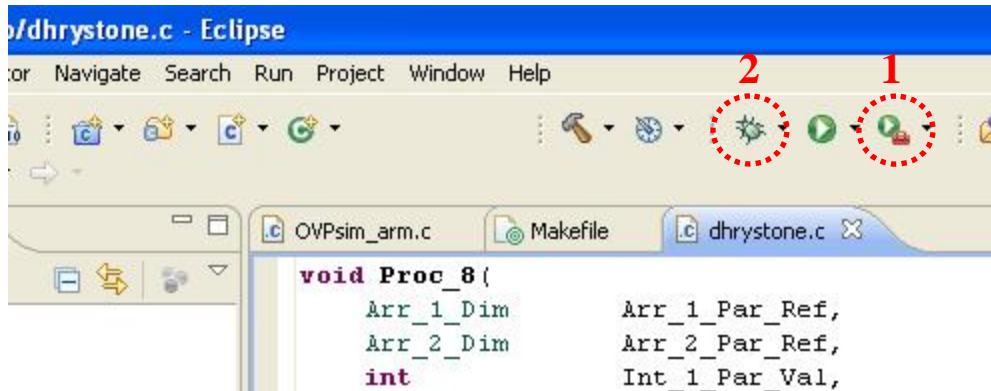 o/dhrystone.c - Eclipse
tor Navigate Search Run Project Window Help
2 1
OVPsim_arm.c Makefile dhrystone.c
void Proc_8(
Arr_1_Dim Arr_1_Par_Ref,
Arr_2_Dim Arr_2_Par_Ref,
int Int_1_Par_Val,